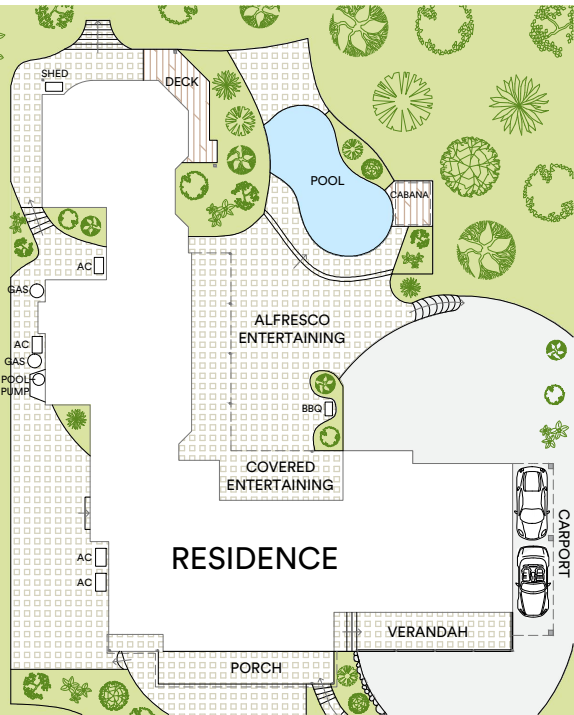 SHED
DECK
POOL
CABANA
AC
GAS
ALFRESCO
ENTERTAINING
AC
GAS
POOL
PUMP
BBQ
COVERED
ENTERTAINING
CARPORT
RESIDENCE
AC
AC
VERANDAH
PORCH